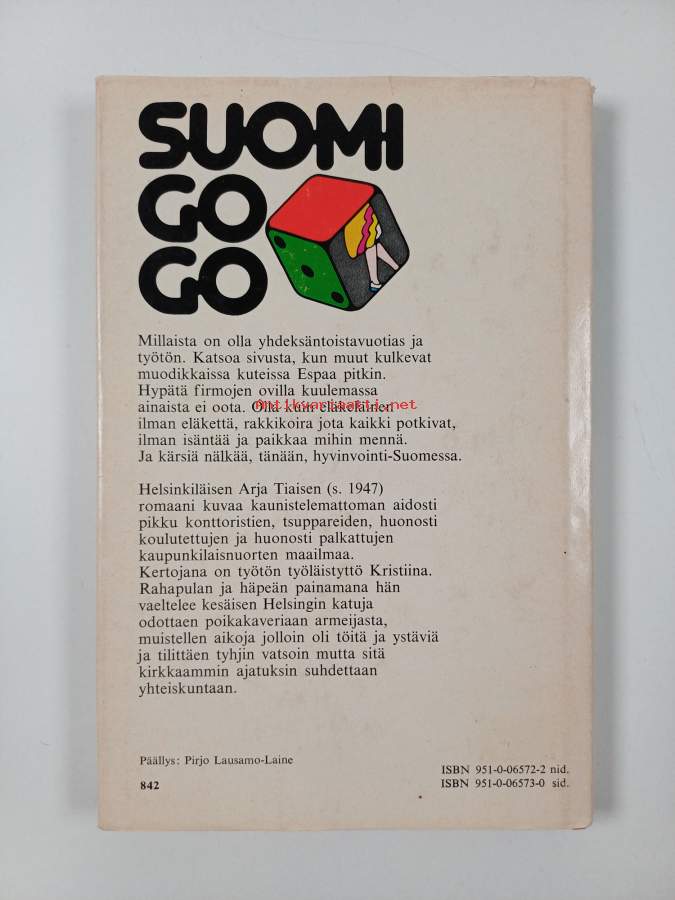 SUOMI
GO
GO
Millaista on olla yhdeksäntoistavuotias ja
työtön. Katsoa sivusta, kun muut kulkevat
muodikkaissa kuteissa Espaa pitkin.
Hypätä firmojen ovilla kuulemassa
ainaista ei oota. Olla kuin eläkeläinen
Antikvariaatti.net
ilman eläkettä, rakkikoira jota kaikki potkivat,
ilman isäntää ja paikkaa mihin mennä.
Ja kärsiä nälkää, tänään, hyvinvointi-Suomessa.
Helsinkiläisen Arja Tiaisen (s. 1947)
romaani kuvaa kaunistelemattoman aidosti
pikku konttoristien, tsuppareiden, huonosti
koulutettujen ja huonosti palkattujen
kaupunkilaisnuorten maailmaa.
Kertojana on työtön työläistyttö Kristiina.
Rahapulan ja häpeän painamana hän
vaeltelee kesäisen Helsingin katuja
odottaen poikakaveriaan armeijasta,
muistellen aikoja jolloin oli töitä ja ystäviä
ja tilittäen tyhjin vatsoin mutta sitä
kirkkaammin ajatuksin suhdettaan
yhteiskuntaan.
Päällys: Pirjo Lausamo-Laine
842
ISBN 951-0-06572-2 nid.
ISBN 951-0-06573-0 sid.